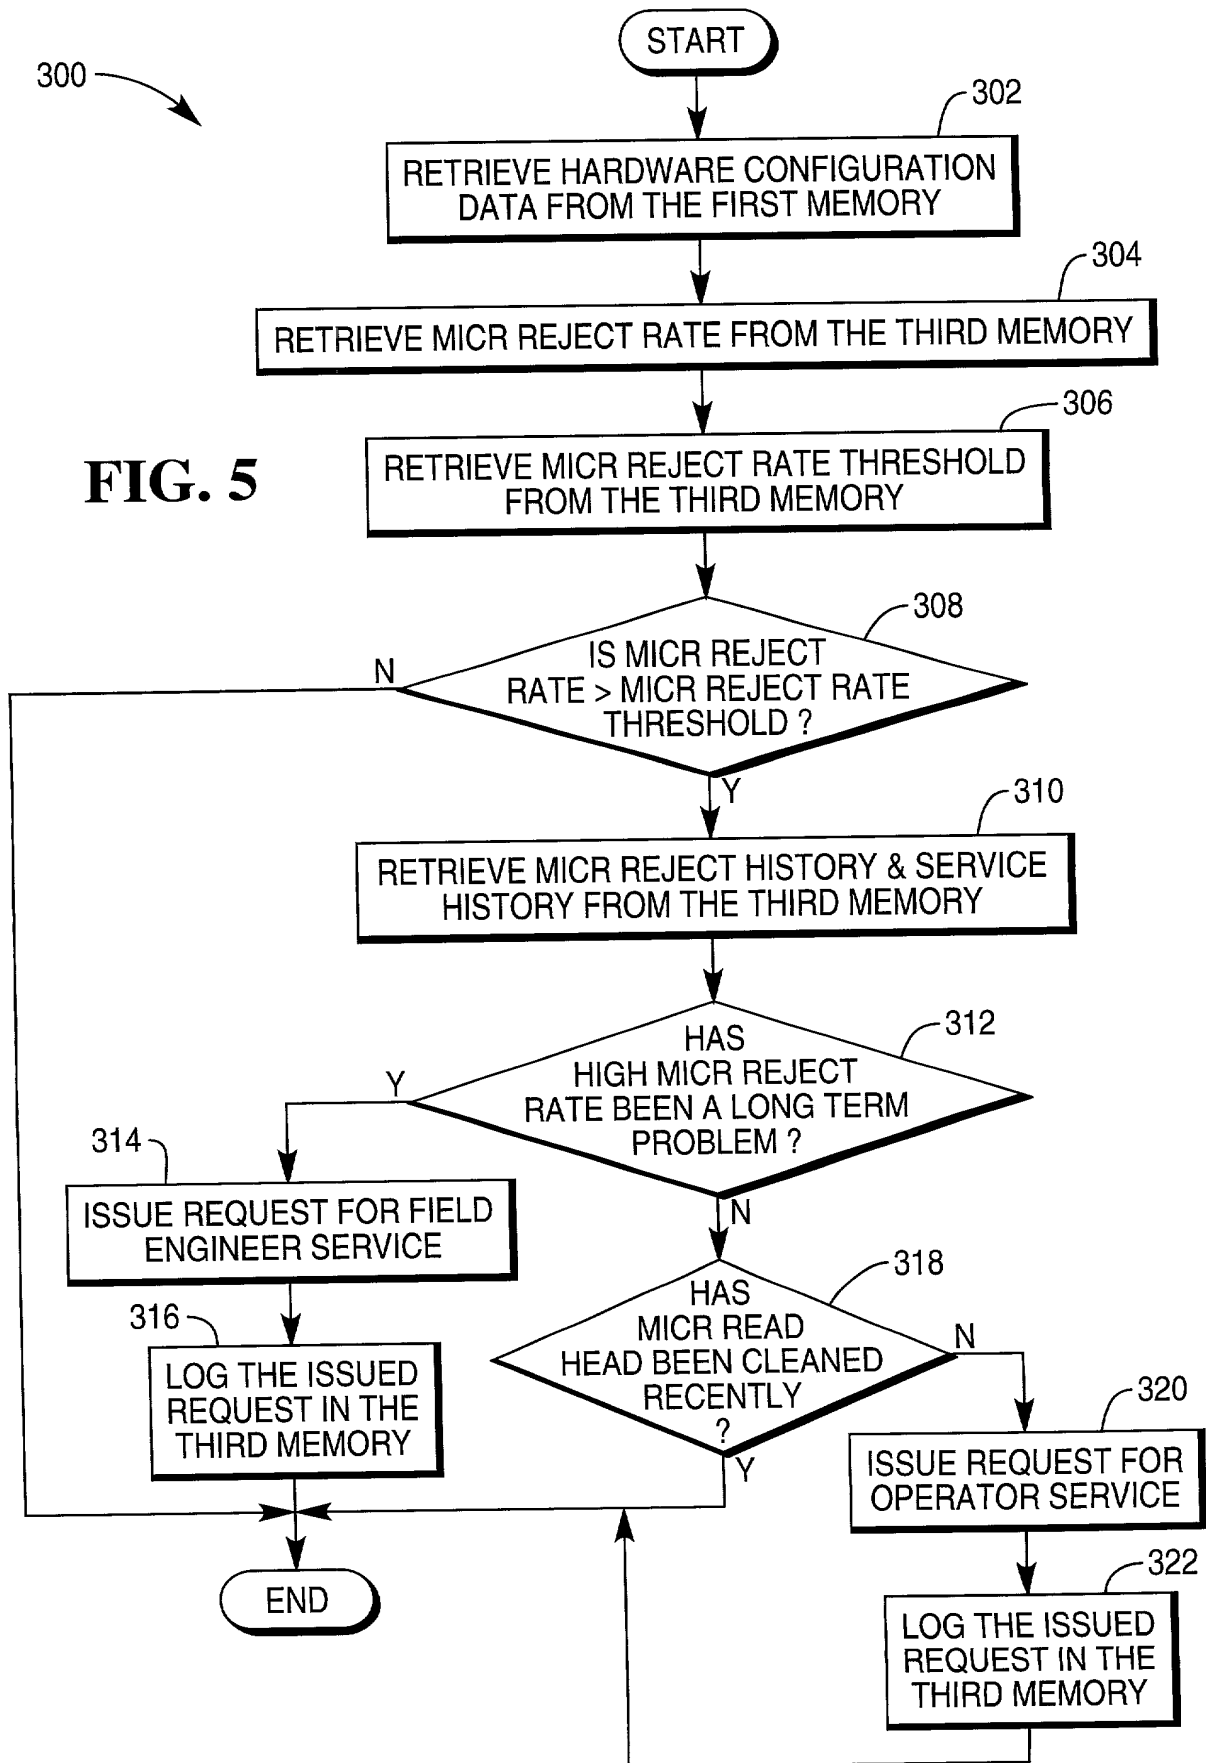 START
300
302
RETRIEVE HARDWARE CONFIGURATION
DATA FROM THE FIRST MEMORY
304
RETRIEVE MICR REJECT RATE FROM THE THIRD MEMORY
306
FIG. 5
RETRIEVE MICR REJECT RATE THRESHOLD
FROM THE THIRD MEMORY
308
IS MICR REJECT
RATE > MICR REJECT RATE
THRESHOLD ?
N
Y
310
RETRIEVE MICR REJECT HISTORY & SERVICE
HISTORY FROM THE THIRD MEMORY
312
HAS
HIGH MICR REJECT
RATE BEEN A LONG TERM
PROBLEM ?
Y
N
314
ISSUE REQUEST FOR FIELD
ENGINEER SERVICE
316
LOG THE ISSUED
REQUEST IN THE
THIRD MEMORY
318
HAS
MICR READ
HEAD BEEN CLEANED
RECENTLY
?
N
Y
320
ISSUE REQUEST FOR
OPERATOR SERVICE
322
LOG THE ISSUED
REQUEST IN THE
THIRD MEMORY
END